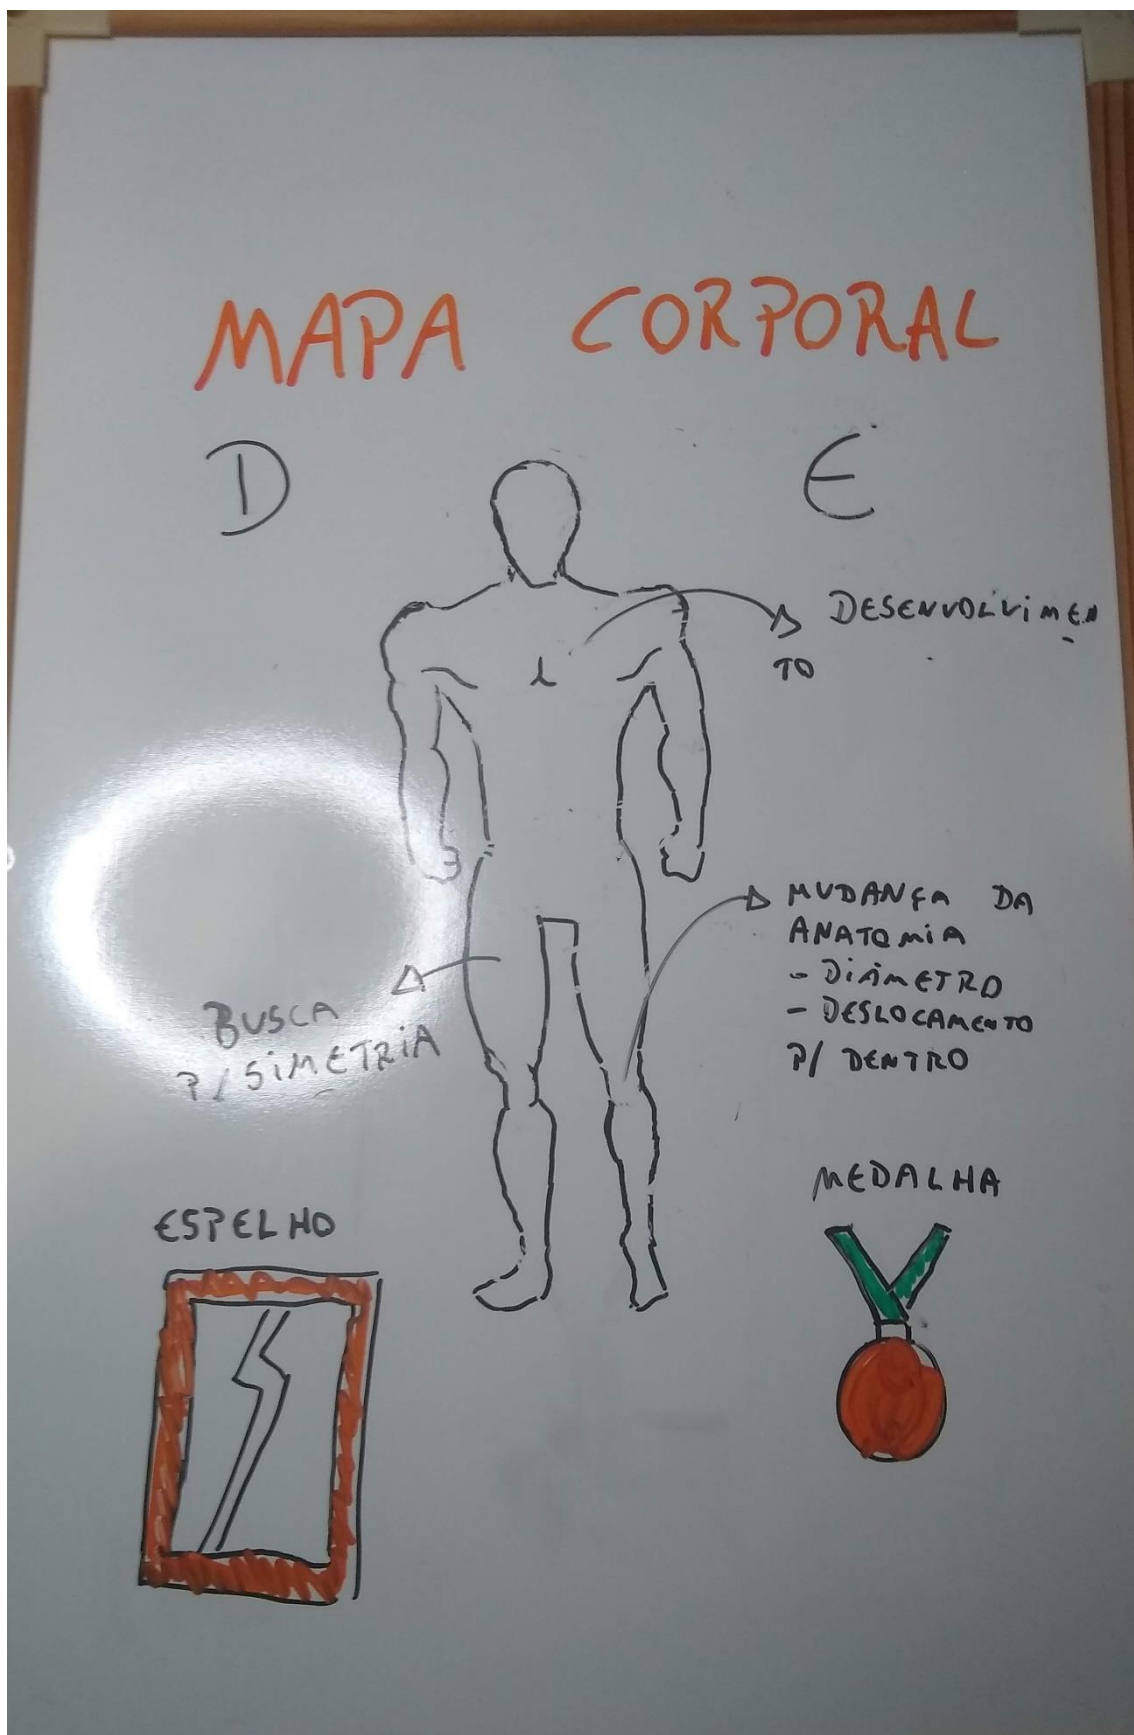 MAPA CORPORAL
D
E
DESENVOLVIMEN
TO
MUDANÇA DA
ANATOMIA
- DIÂMETRO
- DESLOCAMENTO
P/ DENTRO
BUSCA
P/ SIMETRIA
MEDALHA
ESPELHO